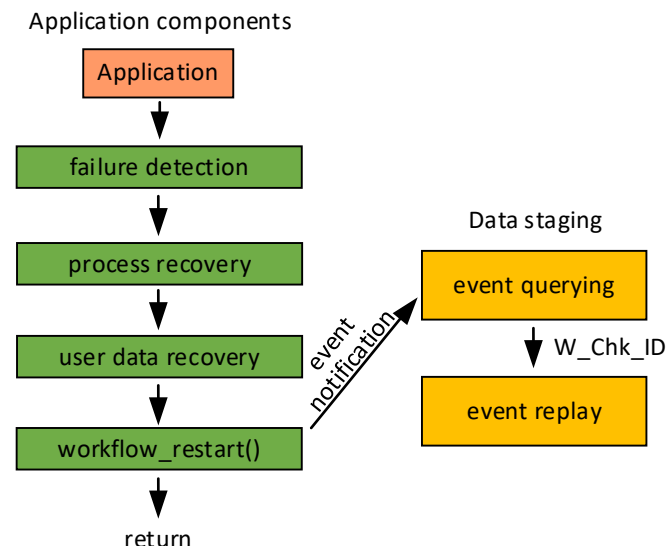 Application components
Application
failure detection
process recovery
user data recovery
workflow_restart()
return
event
notification
Data staging
event querying
W_Chk_ID
event replay